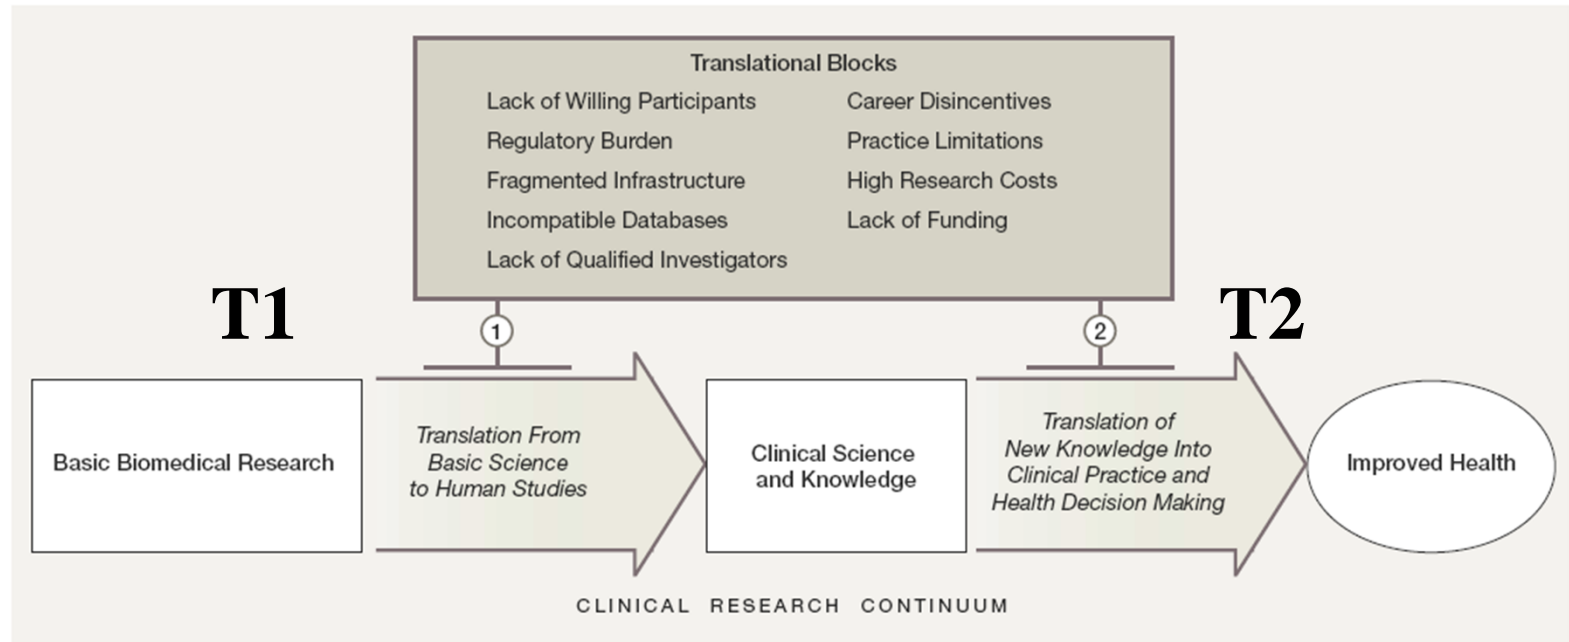 Translational Blocks
Lack of Willing Participants
Regulatory Burden
Fragmented Infrastructure
Incompatible Databases
Lack of Qualified Investigators
Career Disincentives
Practice Limitations
High Research Costs
Lack of Funding
T1
1
2
T2
Basic Biomedical Research
Translation From
Basic Science
to Human Studies
Clinical Science
and Knowledge
Translation of
New Knowledge Into
Clinical Practice and
Health Decision Making
Improved Health
CLINICAL RESEARCH CONTINUUM